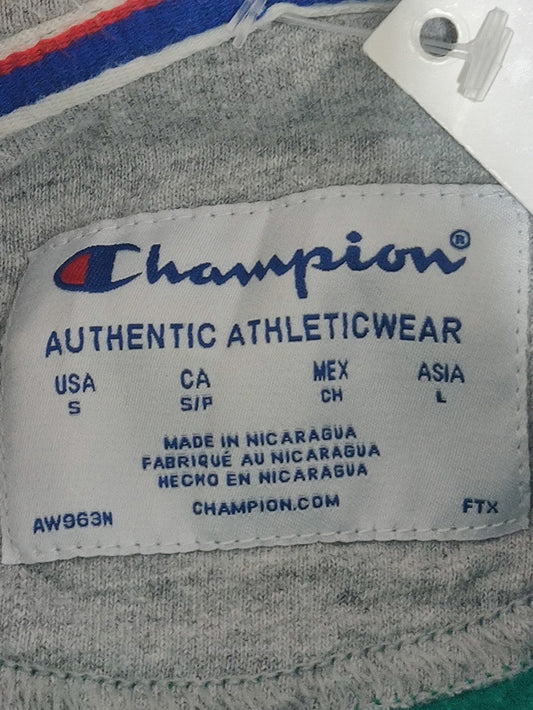 Champion®
AUTHENTIC ATHLETICWEAR
USA CA MEX ASIA
S S/P CH L
MADE IN NICARAGUA
FABRIQUÉ AU NICARAGUA
HECHO EN NICARAGUA
CHAMPION.COM
AW963N FTX